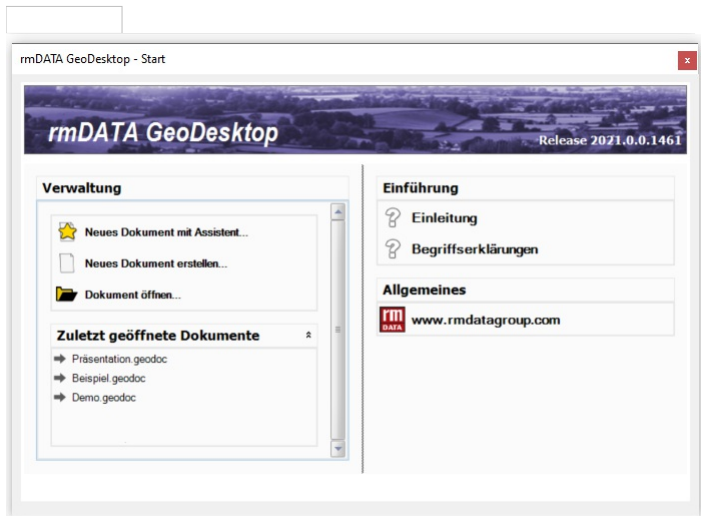 rmDATA GeoDesktop - Start
x
rmDATA GeoDesktop
Release 2021.0.0.1461
Verwaltung
Neues Dokument mit Assistent...
Neues Dokument erstellen...
Dokument öffnen...
Zuletzt geöffnete Dokumente
Präsentation.geodoc
Beispiel.geodoc
Demo.geodoc
Einführung
? Einleitung
? Begriffserklärungen
Allgemeines
rm
DATA
www.rmdatagroup.com